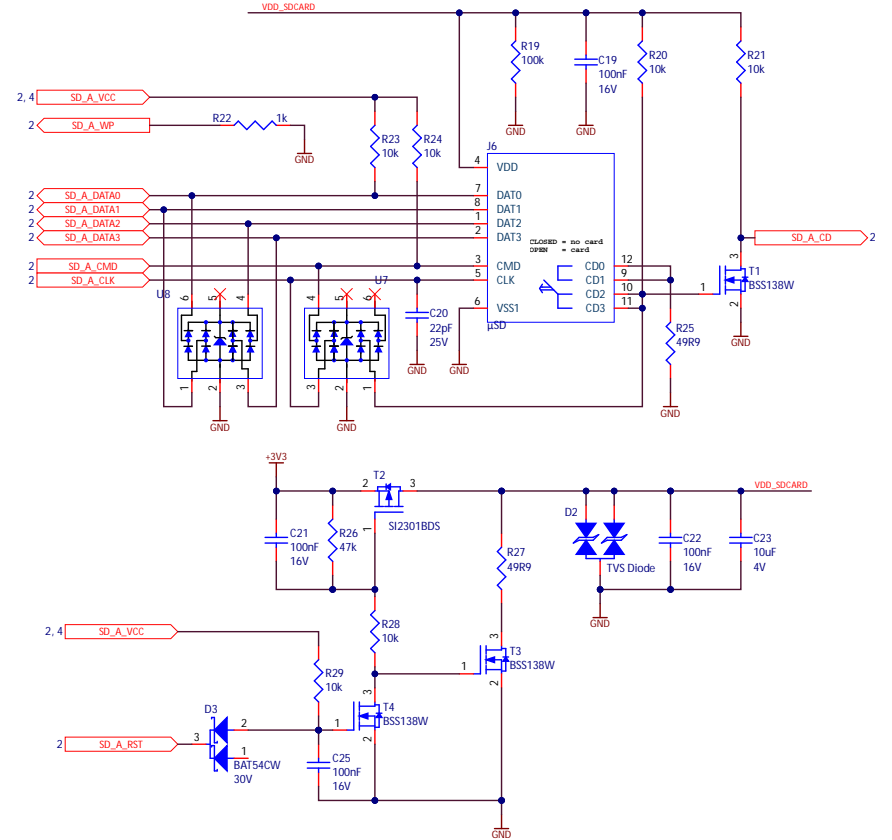 VDD_SDCARD
R19
100k
C19
100nF
16V
R20
10k
R21
10k
2, 4 SD_A_VCC
2 SD_A_WP
R22 1k
GND
R23
10k
R24
10k
GND
GND
J6
4 VDD
2 SD_A_DATA0
7 DAT0
2 SD_A_DATA1
8 DAT1
2 SD_A_DATA2
1 DAT2
2 SD_A_DATA3
2 DAT3
CLOSED = no card
OPEN = card
SD_A_CD 2
2 SD_A_CMD
3 CMD
CD0 12
2 SD_A_CLK
5 CLK
CD1 9
CD2 10
6 VSS1
CD3 11
µSD
U8
6 5 4
1 2 3
GND
U7
4 5 6
3 2 1
GND
C20
22pF
25V
GND
GND
R25
49R9
GND
3
T1
1
BSS138W
2
GND
+3V3
T2
2 3
1
SI2301BDS
VDD_SDCARD
C21
100nF
16V
R26
47k
R27
49R9
D2
TVS Diode
C22
100nF
16V
C23
10uF
4V
GND
2, 4 SD_A_VCC
R28
10k
R29
10k
3
T3
1
BSS138W
2
D3
2
3
1
BAT54CW
30V
2 SD_A_RST
3
T4
1
BSS138W
2
C25
100nF
16V
GND